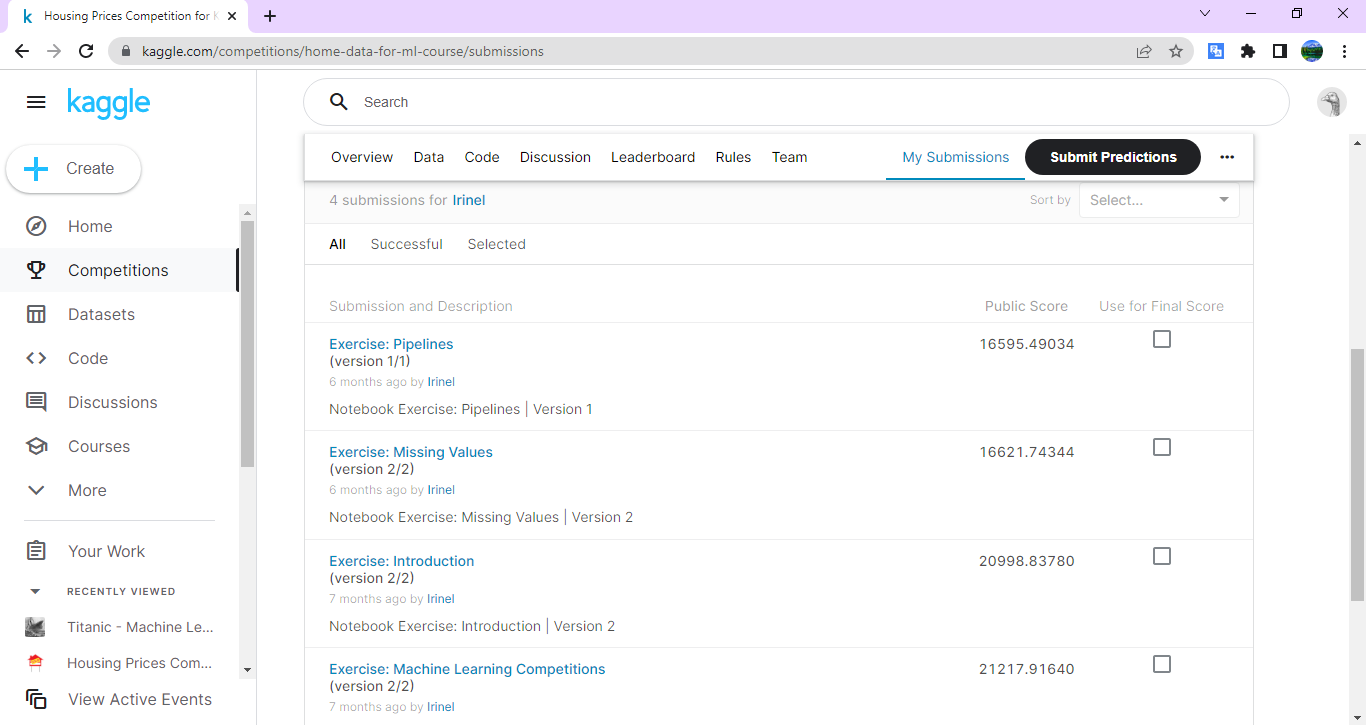 Housing Prices Competition for K
kaggle.com/competitions/home-data-for-ml-course/submissions
kaggle
Search
Create
Home
Competitions
Datasets
Code
Discussions
Courses
More
Your Work
RECENTLY VIEWED
Titanic - Machine Le...
Housing Prices Com...
View Active Events
Overview Data Code Discussion Leaderboard Rules Team My Submissions Submit Predictions
4 submissions for Irinel Sort by Select...
All Successful Selected
Submission and Description Public Score Use for Final Score
Exercise: Pipelines 16595.49034
(version 1/1)
6 months ago by Irinel
Notebook Exercise: Pipelines | Version 1
Exercise: Missing Values 16621.74344
(version 2/2)
6 months ago by Irinel
Notebook Exercise: Missing Values | Version 2
Exercise: Introduction 20998.83780
(version 2/2)
7 months ago by Irinel
Notebook Exercise: Introduction | Version 2
Exercise: Machine Learning Competitions 21217.91640
(version 2/2)
7 months ago by Irinel